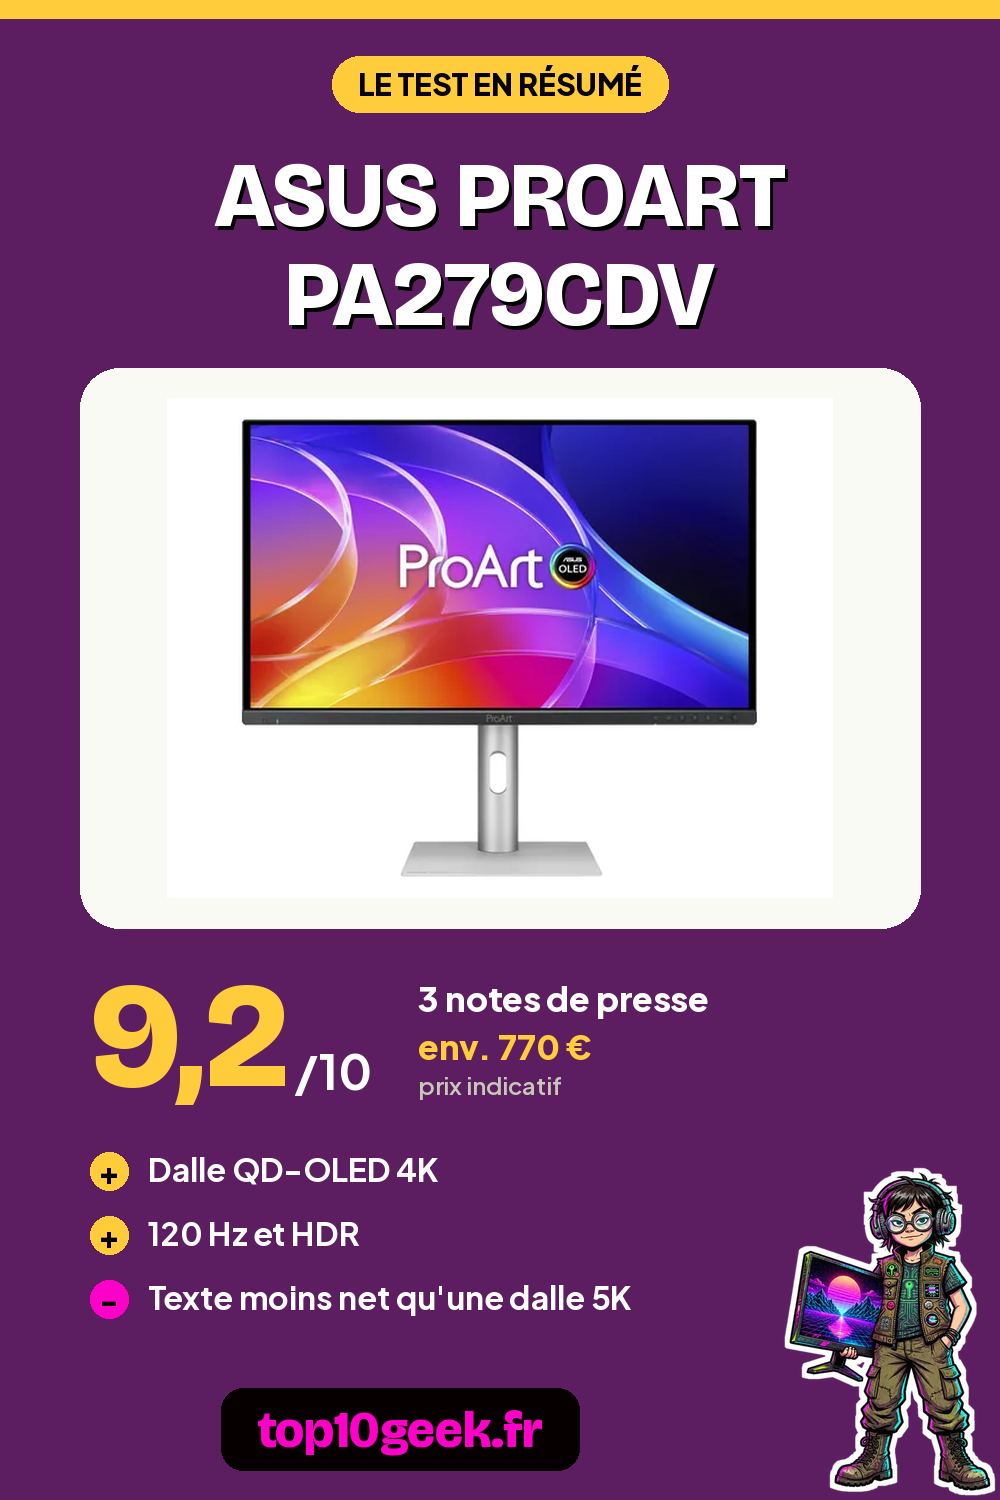 LE TEST EN RÉSUMÉ
ASUS PROART
PA279CDV
ProArt
ASUS
OLED
ProArt
9,2/10
3 notes de presse
env. 770 €
prix indicatif
+ Dalle QD-OLED 4K
+ 120 Hz et HDR
- Texte moins net qu'une dalle 5K
top10geek.fr